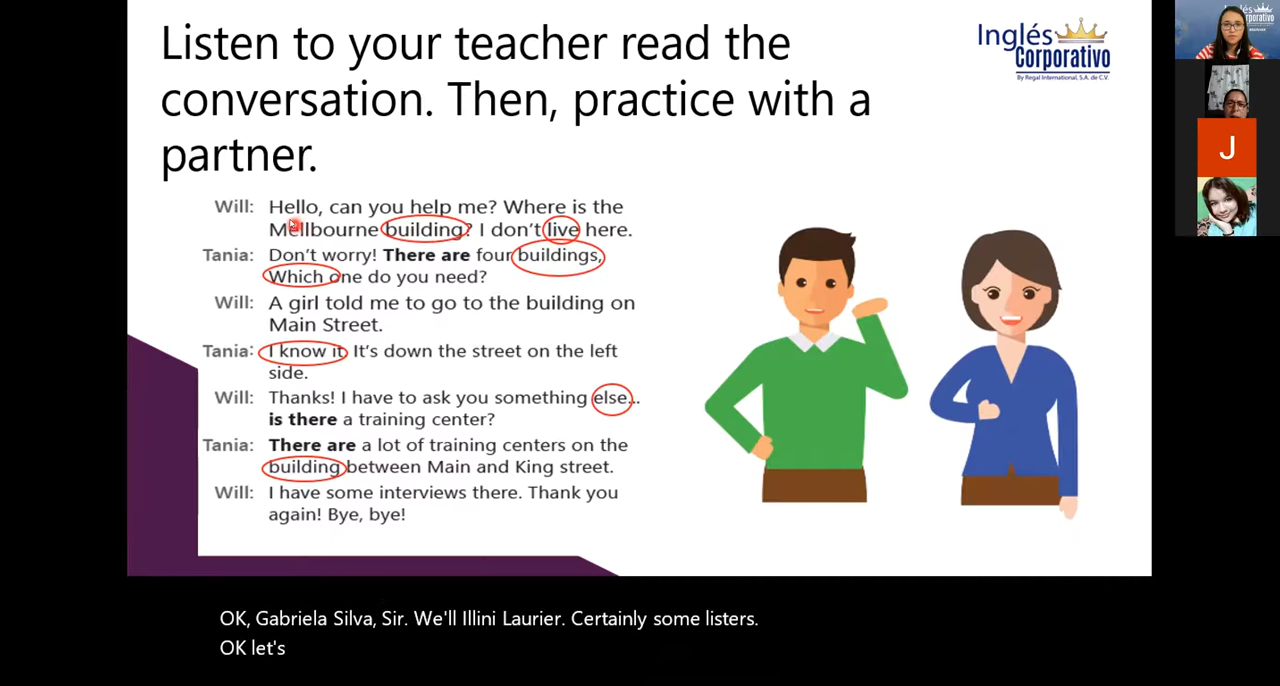 Listen to your teacher read the
conversation. Then, practice with a
partner.
Inglés
Corporativo
By Regal International, S.A. de C.V.
Will: Hello, can you help me? Where is the
Mellbourne building? I don't live here.
Tania: Don't worry! There are four buildings,
Which one do you need?
Will: A girl told me to go to the building on
Main Street.
Tania: I know it. It's down the street on the left
side.
Will: Thanks! I have to ask you something else...
is there a training center?
Tania: There are a lot of training centers on the
building between Main and King street.
Will: I have some interviews there. Thank you
again! Bye, bye!
Inglés
J
OK, Gabriela Silva, Sir. We'll Illini Laurier. Certainly some listers.
OK let's